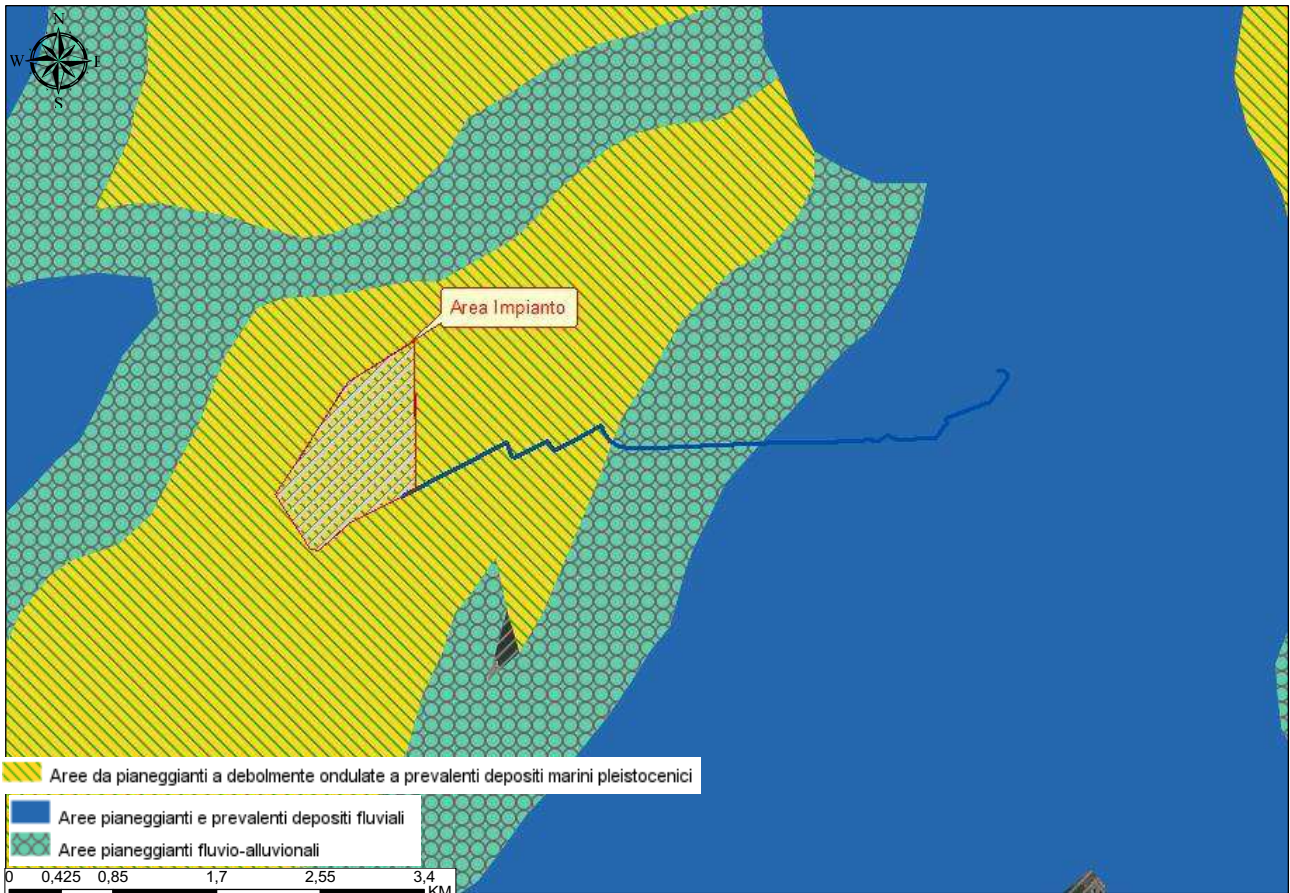 N
W E
S
Area Impianto
Aree da pianeggianti a debolmente ondulate a prevalenti depositi marini pleistocenici
Aree pianeggianti e prevalenti depositi fluviali
Aree pianeggianti fluvio-alluvionali
0 0,425 0,85 1,7 2,55 3,4
KM